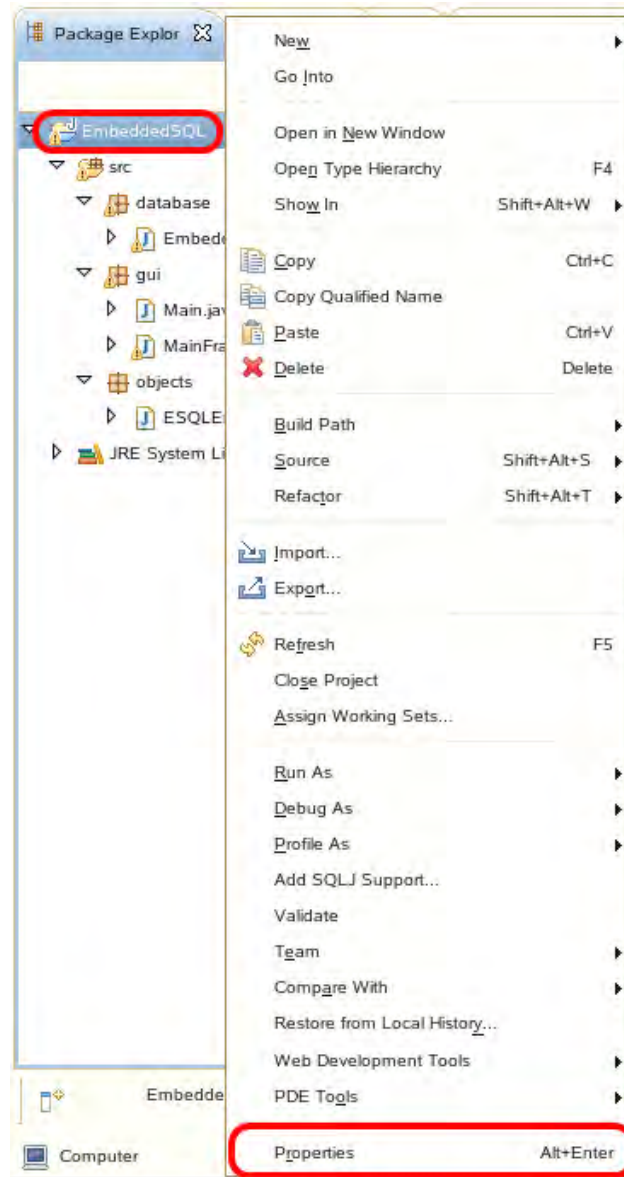 Package Explor
EmbeddedSQL
src
database
Embedd
gui
Main.jav
MainFra
objects
ESQLE
JRE System Li
New
Go Into
Open in New Window
Open Type Hierarchy F4
Show In Shift+Alt+W
Copy Ctrl+C
Copy Qualified Name
Paste Ctrl+V
Delete Delete
Build Path
Source Shift+Alt+S
Refactor Shift+Alt+T
Import...
Export...
Refresh F5
Close Project
Assign Working Sets...
Run As
Debug As
Profile As
Add SQLJ Support...
Validate
Team
Compare With
Restore from Local History...
Web Development Tools
PDE Tools
Properties Alt+Enter
Embedde
Computer